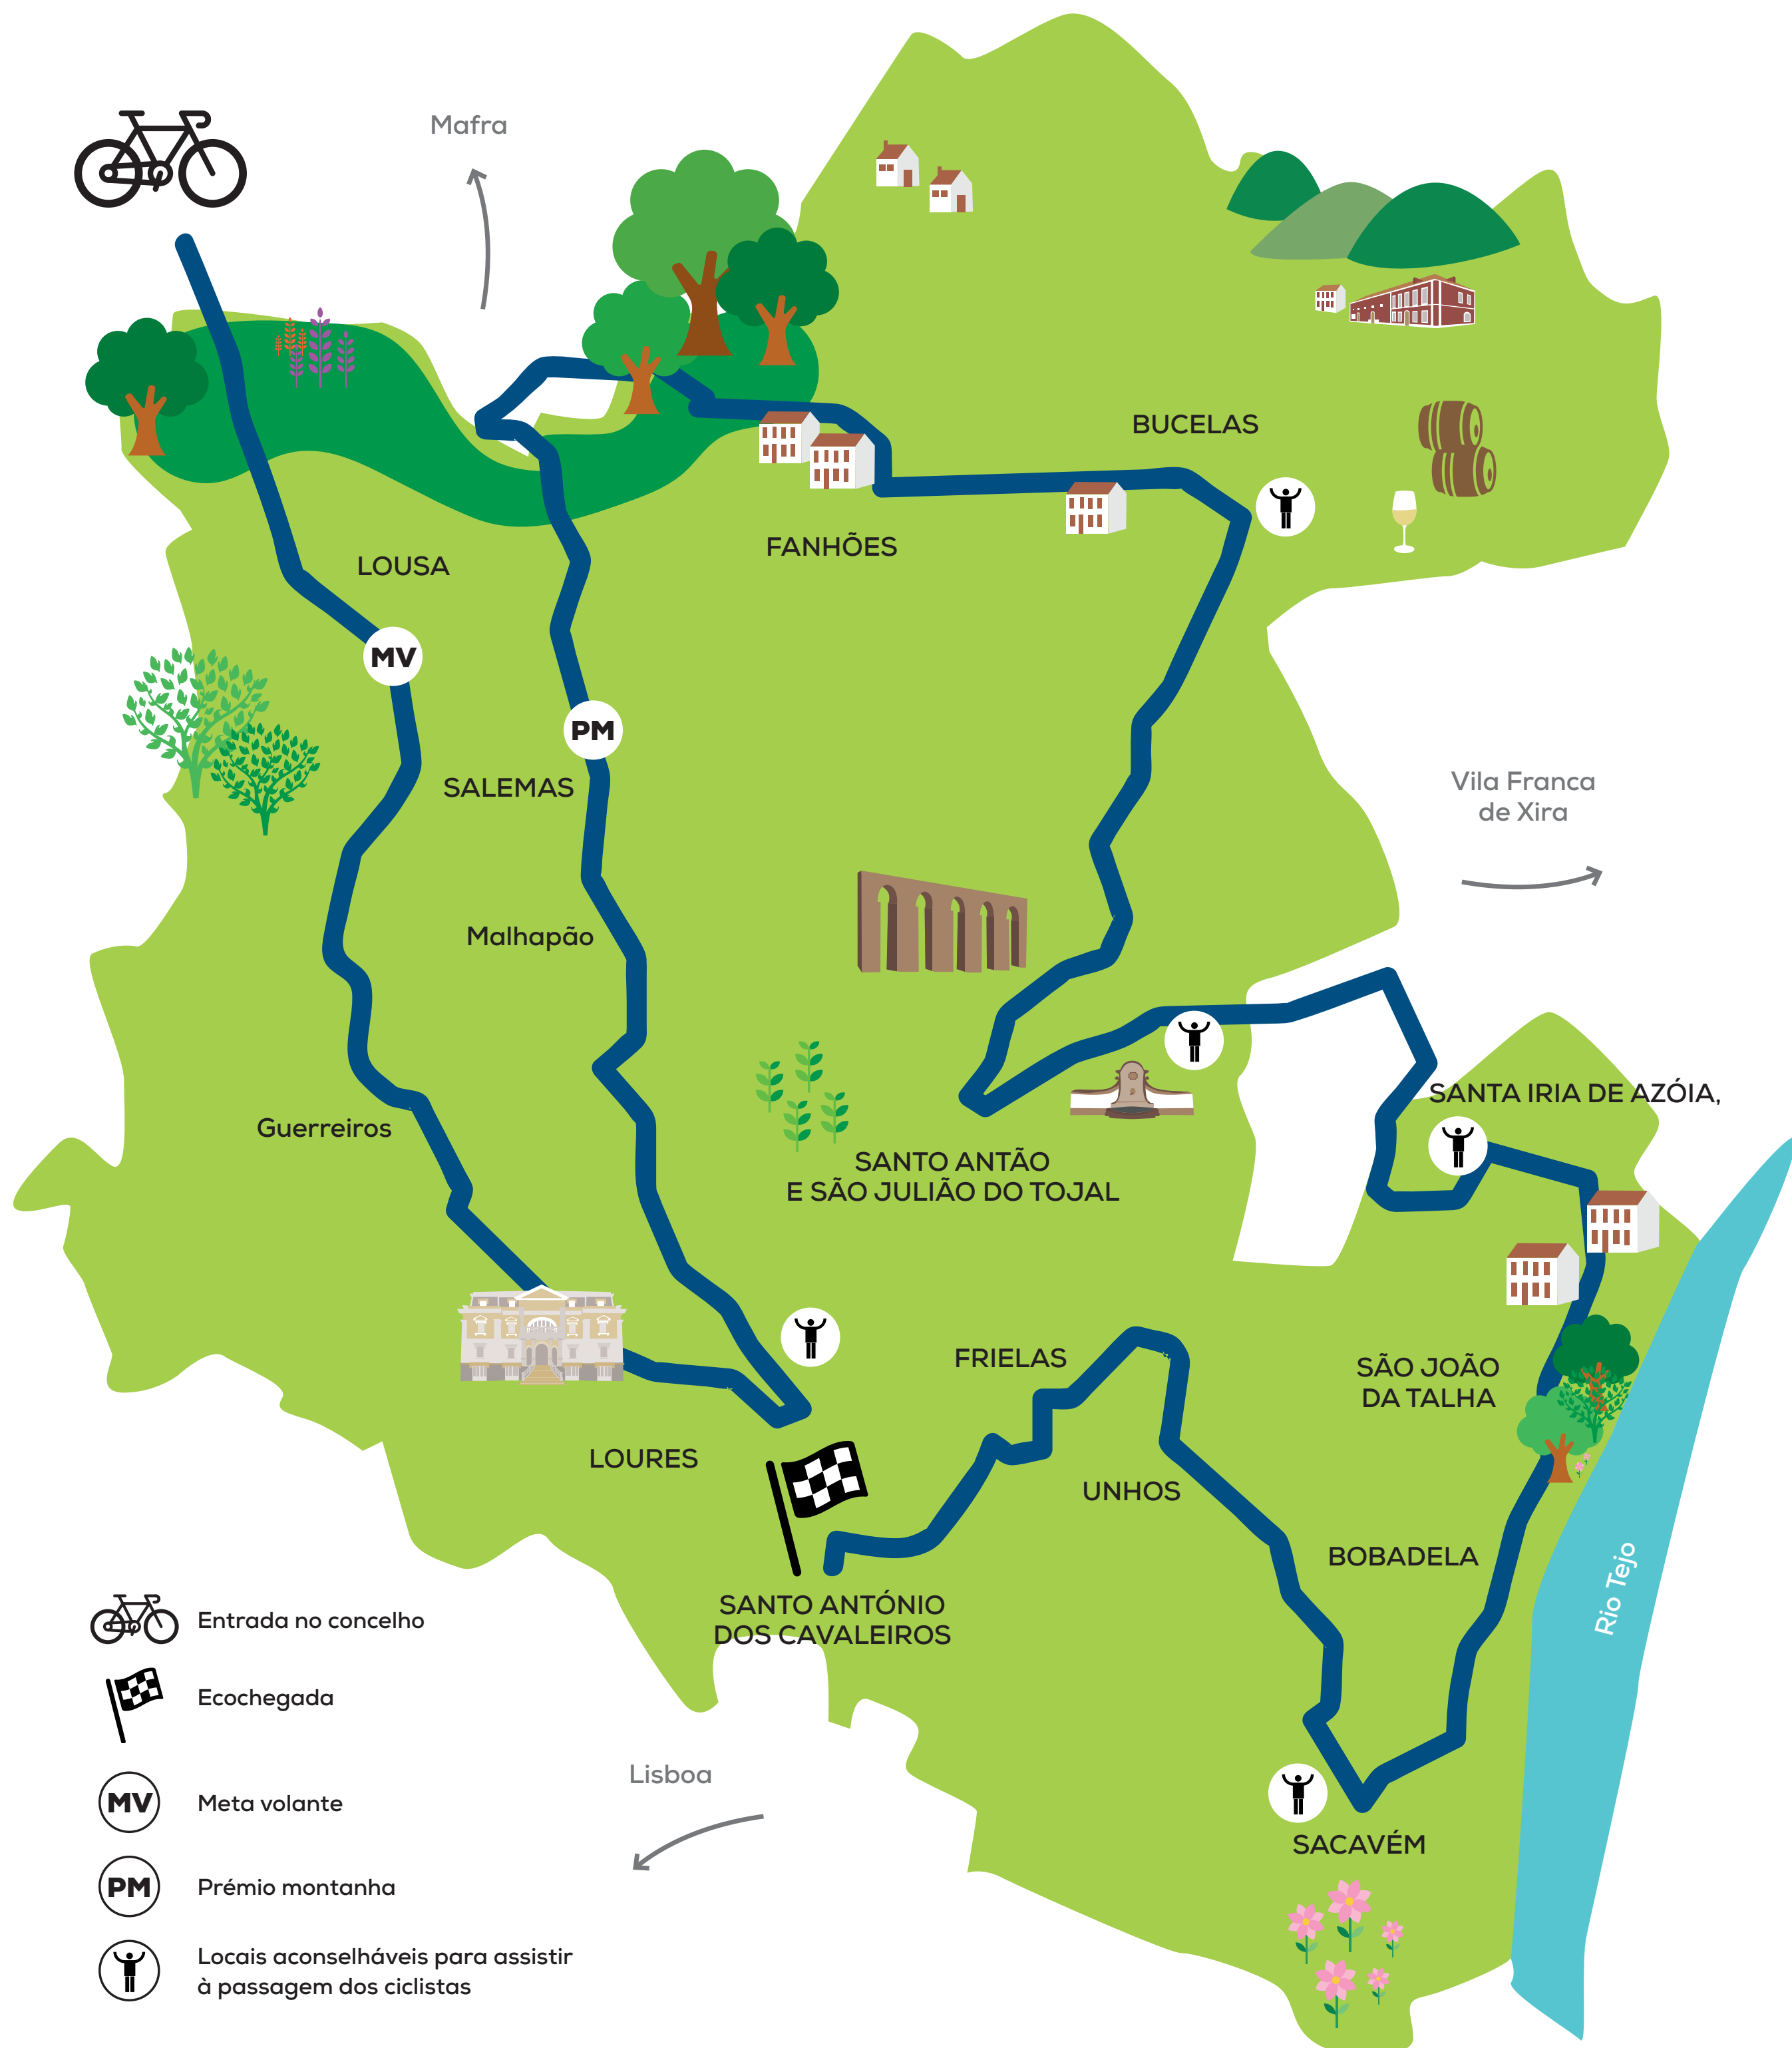 Mafra
BUCELAS
FANHÕES
LOUSA
MV
PM
SALEMAS
Vila Franca
de Xira
Malhapão
SANTA IRIA DE AZÓIA,
Guerreiros
SANTO ANTÃO
E SÃO JULIÃO DO TOJAL
FRIELAS
SÃO JOÃO
DA TALHA
LOURES
UNHOS
BOBADELA
Rio Tejo
SANTO ANTÓNIO
DOS CAVALEIROS
Lisboa
SACAVÉM
Entrada no concelho
Ecochegada
MV
Meta volante
PM
Prémio montanha
Locais aconselháveis para assistir
à passagem dos ciclistas